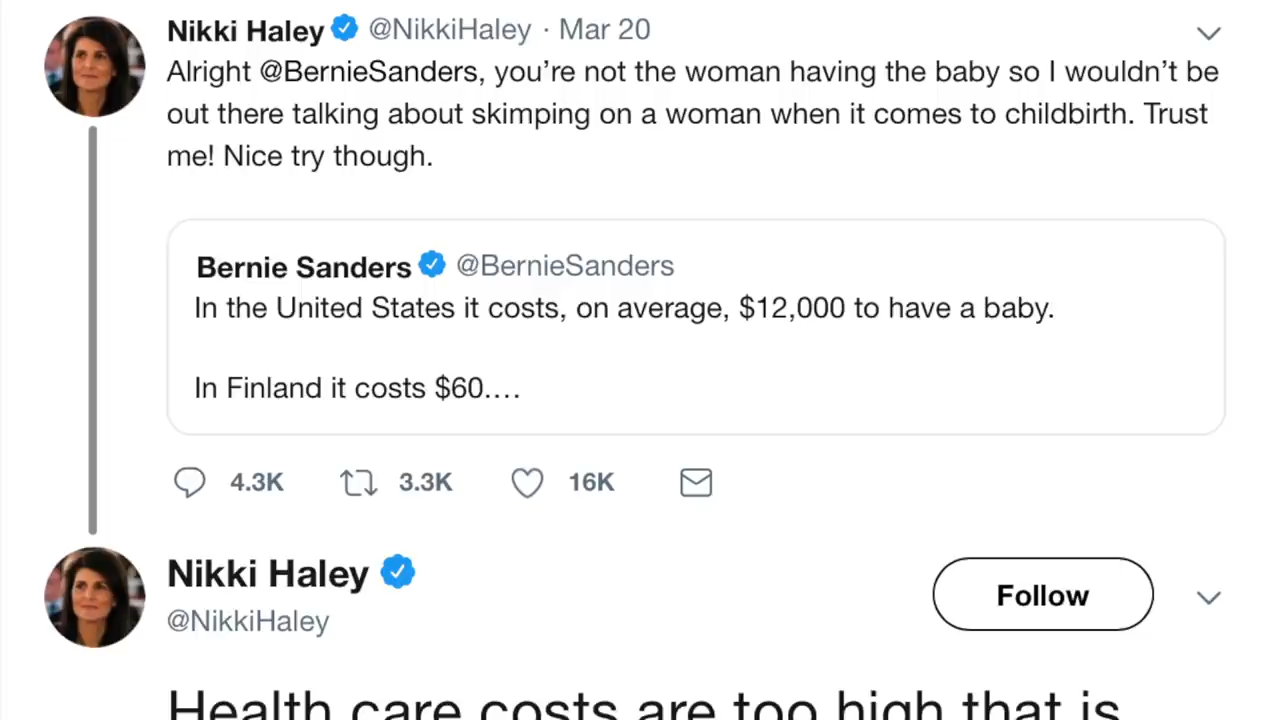 Nikki Haley @NikkiHaley · Mar 20
Alright @BernieSanders, you’re not the woman having the baby so I wouldn’t be
out there talking about skimping on a woman when it comes to childbirth. Trust
me! Nice try though.
Bernie Sanders @BernieSanders
In the United States it costs, on average, $12,000 to have a baby.
In Finland it costs $60....
4.3K 3.3K 16K
Nikki Haley
@NikkiHaley
Follow
Health care costs are too high that is